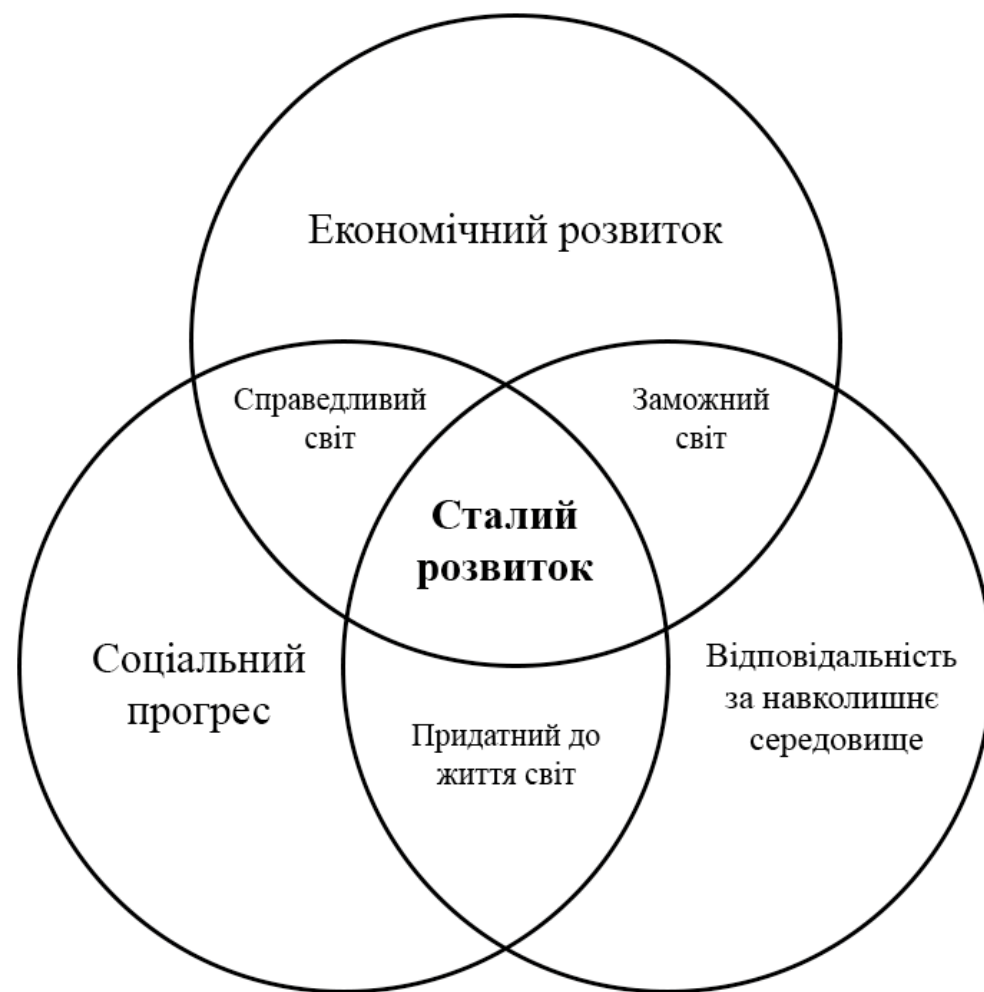 Економічний розвиток
Справедливий
світ
Заможний
світ
Сталий
розвиток
Соціальний
прогрес
Відповідальність
за навколишнє
середовище
Придатний до
життя світ